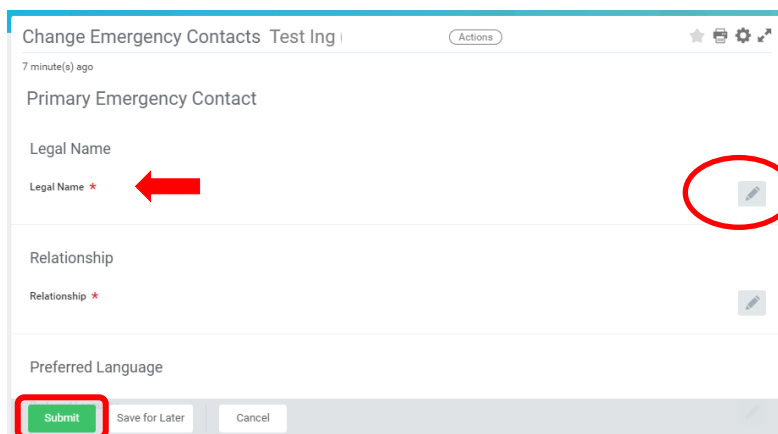 Change Emergency Contacts Test Ing
Actions
7 minute(s) ago
Primary Emergency Contact
Legal Name
Legal Name *
Relationship
Relationship *
Preferred Language
Submit Save for Later Cancel